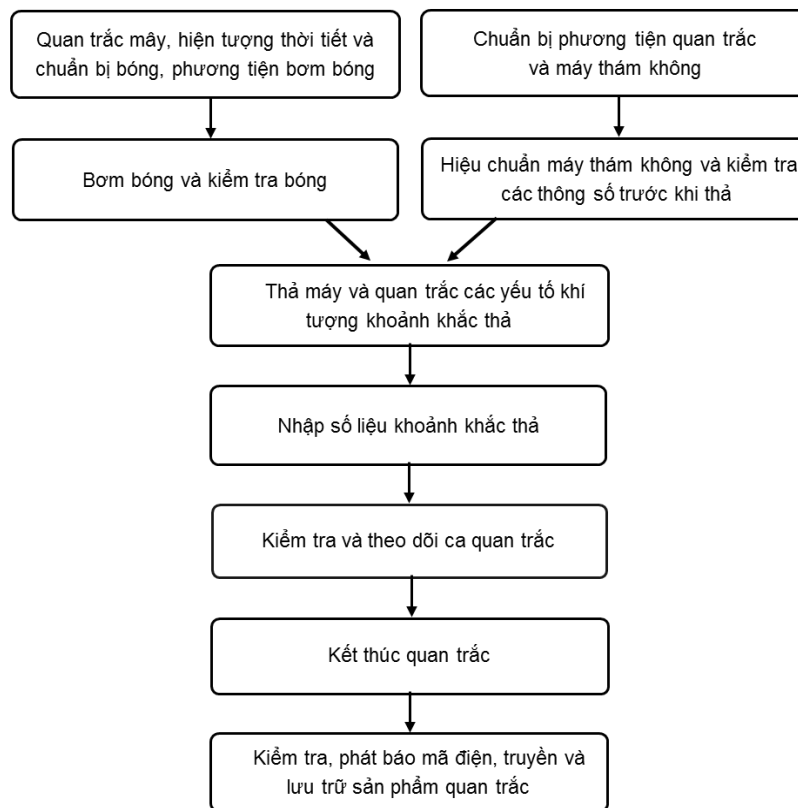 Quan trắc mây, hiện tượng thời tiết và
chuẩn bị bóng, phương tiện bơm bóng
Chuẩn bị phương tiện quan trắc
và máy thám không
Bơm bóng và kiểm tra bóng
Hiệu chuẩn máy thám không và kiểm tra
các thông số trước khi thả
Thả máy và quan trắc các yếu tố khí
tượng khoảnh khắc thả
Nhập số liệu khoảnh khắc thả
Kiểm tra và theo dõi ca quan trắc
Kết thúc quan trắc
Kiểm tra, phát báo mã điện, truyền và
lưu trữ sản phẩm quan trắc